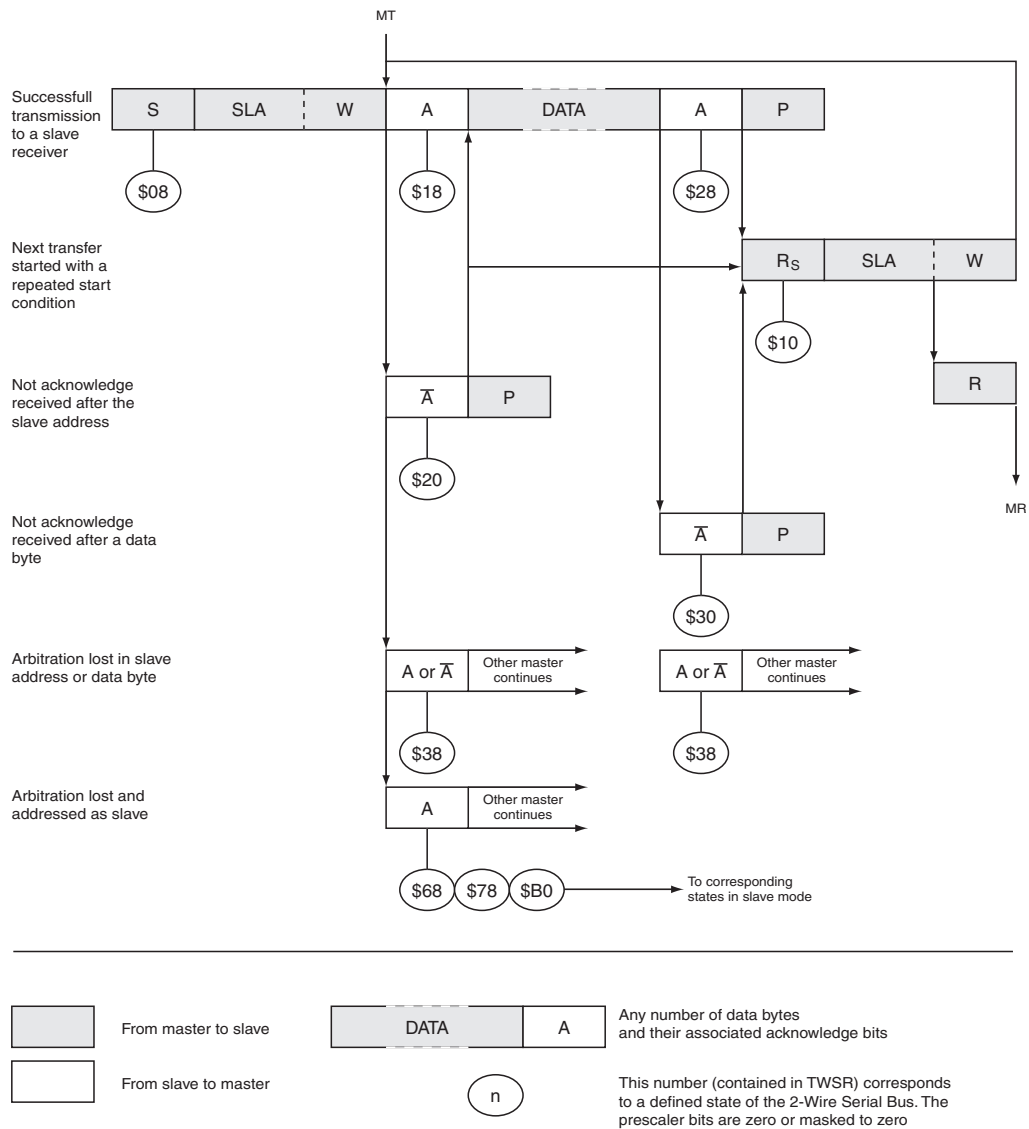 MT
Successfull
transmission
to a slave
receiver
S SLA W A DATA A P
$08 $18 $28
Next transfer
started with a
repeated start
condition
RS SLA W
$10
Not acknowledge
received after the
slave address
A̅ P
R
$20
MR
Not acknowledge
received after a data
byte
A̅ P
$30
Arbitration lost in slave
address or data byte
A or A̅
Other master
continues
A or A̅
Other master
continues
$38 $38
Arbitration lost and
addressed as slave
A
Other master
continues
$68 $78 $B0
To corresponding
states in slave mode
From master to slave
DATA A
Any number of data bytes
and their associated acknowledge bits
From slave to master
n
This number (contained in TWSR) corresponds
to a defined state of the 2-Wire Serial Bus. The
prescaler bits are zero or masked to zero